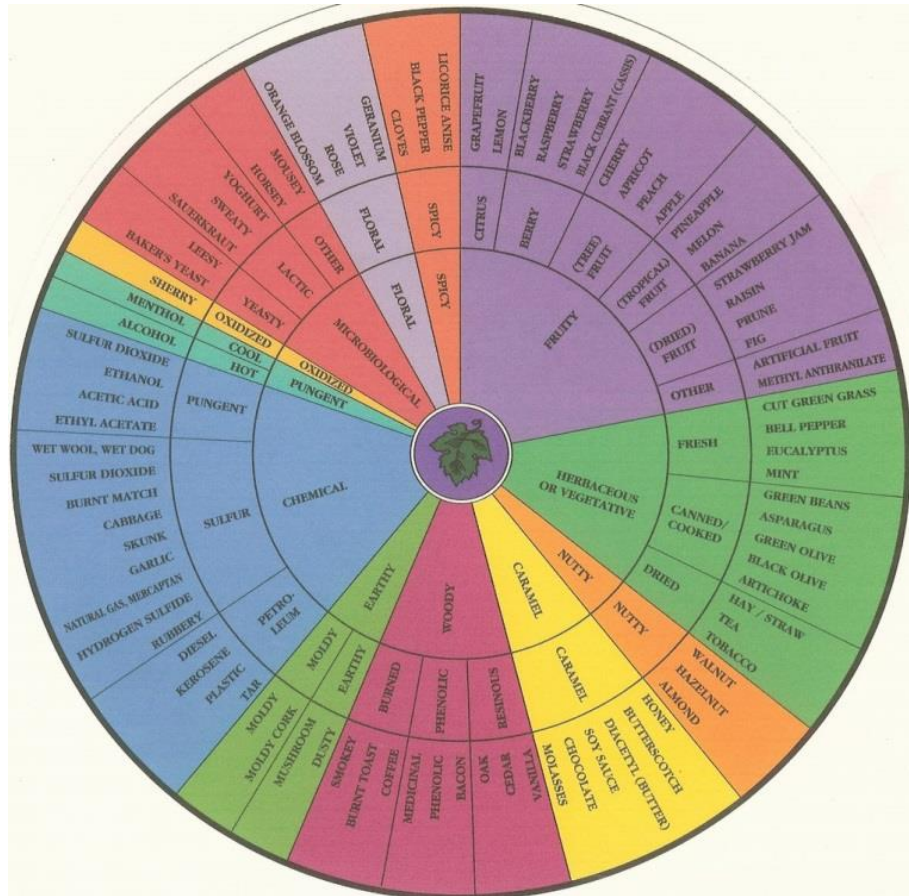 FRUITY
CITRUS
GRAPEFRUIT
LEMON
BERRY
BLACKBERRY
RASPBERRY
STRAWBERRY
BLACK CURRANT (CASSIS)
(TREE)
FRUIT
CHERRY
APRICOT
PEACH
APPLE
(TROPICAL)
FRUIT
PINEAPPLE
MELON
BANANA
(DRIED)
FRUIT
STRAWBERRY JAM
RAISIN
PRUNE
FIG
OTHER
ARTIFICIAL FRUIT
METHYL ANTHRANILATE
HERBACEOUS
OR VEGETATIVE
FRESH
CUT GREEN GRASS
BELL PEPPER
EUCALYPTUS
MINT
CANNED/
COOKED
GREEN BEANS
ASPARAGUS
GREEN OLIVE
BLACK OLIVE
ARTICHOKE
DRIED
HAY / STRAW
TEA
TOBACCO
NUTTY
NUTTY
WALNUT
HAZELNUT
ALMOND
CARAMEL
CARAMEL
HONEY
BUTTERSCOTCH
DIACETYL (BUTTER)
SOY SAUCE
CHOCOLATE
MOLASSES
WOODY
RESINOUS
VANILLA
CEDAR
OAK
PHENOLIC
BACON
PHENOLIC
MEDICINAL
BURNED
COFFEE
BURNT TOAST
SMOKEY
EARTHY
EARTHY
DUSTY
MUSHROOM
MOLDY
MOLDY CORK
MOLDY
CHEMICAL
PETRO-
LEUM
TAR
PLASTIC
KEROSENE
DIESEL
SULFUR
RUBBERY
HYDROGEN SULFIDE
NATURAL GAS, MERCAPTAN
GARLIC
SKUNK
CABBAGE
BURNT MATCH
SULFUR DIOXIDE
WET WOOL, WET DOG
PUNGENT
ETHYL ACETATE
ACETIC ACID
ETHANOL
SULFUR DIOXIDE
PUNGENT
HOT
ALCOHOL
COOL
MENTHOL
OXIDIZED
OXIDIZED
SHERRY
MICROBIOLOGICAL
YEASTY
BAKER'S YEAST
LEESY
LACTIC
SAUERKRAUT
SWEATY
YOGHURT
OTHER
HORSEY
MOUSEY
FLORAL
FLORAL
ORANGE BLOSSOM
ROSE
VIOLET
GERANIUM
SPICY
SPICY
CLOVES
BLACK PEPPER
LICORICE ANISE